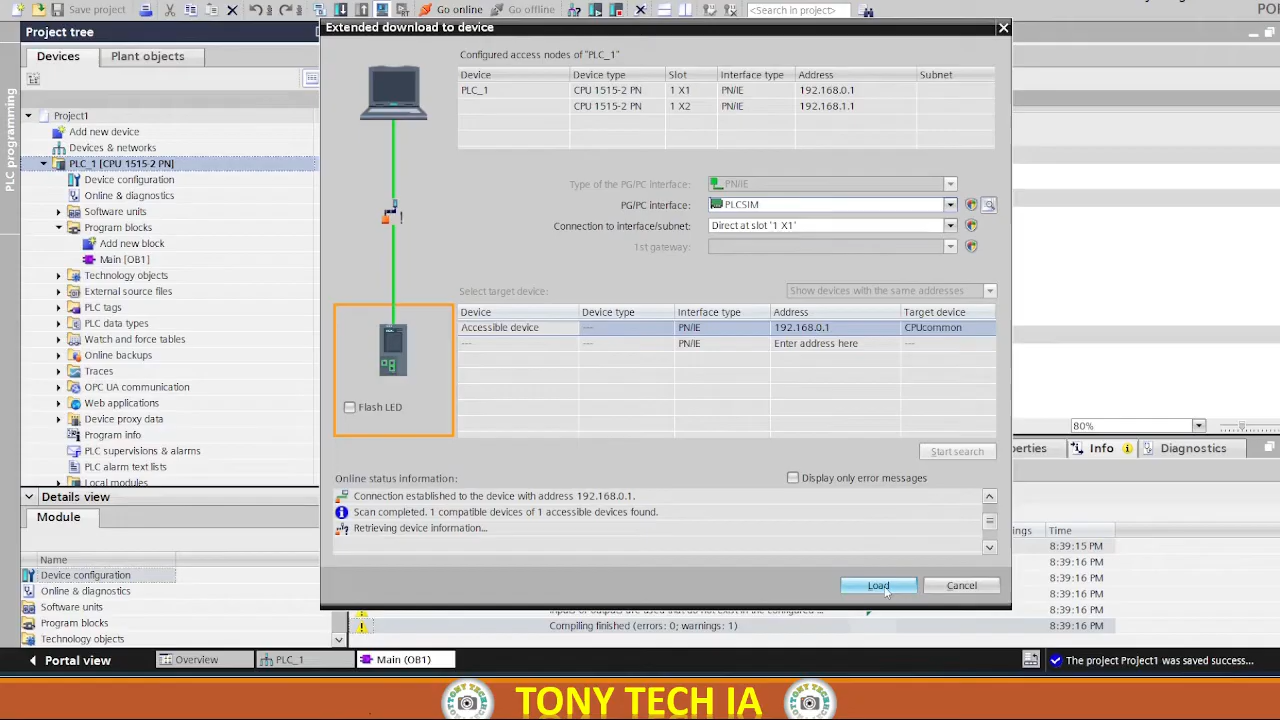 Save project
Go online
Go offline
<Search in project>
Project tree
Devices
Plant objects
PLC programming
Project1
Add new device
Devices & networks
PLC_1 [CPU 1515-2 PN]
Device configuration
Online & diagnostics
Software units
Program blocks
Add new block
Main [OB1]
Technology objects
External source files
PLC tags
PLC data types
Watch and force tables
Online backups
Traces
OPC UA communication
Web applications
Device proxy data
Program info
PLC supervisions & alarms
PLC alarm text lists
Local modules
Details view
Module
Name
Device configuration
Online & diagnostics
Software units
Program blocks
Technology objects
Extended download to device
Configured access nodes of "PLC_1"
Device Device type Slot Interface type Address Subnet
PLC_1 CPU 1515-2 PN 1 X1 PN/IE 192.168.0.1
CPU 1515-2 PN 1 X2 PN/IE 192.168.1.1
Type of the PG/PC interface: PN/IE
PG/PC interface: PLCSIM
Connection to interface/subnet: Direct at slot '1 X1'
1st gateway:
Select target device: Show devices with the same addresses
Device Device type Interface type Address Target device
Accessible device --- PN/IE 192.168.0.1 CPUcommon
--- --- PN/IE Enter address here ---
Flash LED
Start search
Online status information:
Display only error messages
Connection established to the device with address 192.168.0.1.
Scan completed. 1 compatible devices of 1 accessible devices found.
Retrieving device information...
Load
Cancel
80%
Info
Diagnostics
Time
8:39:15 PM
8:39:16 PM
8:39:16 PM
8:39:16 PM
8:39:16 PM
8:39:16 PM
Compiling finished (errors: 0; warnings: 1)
Portal view
Overview
PLC_1
Main (OB1)
The project Project1 was saved success...
TONY TECH IA